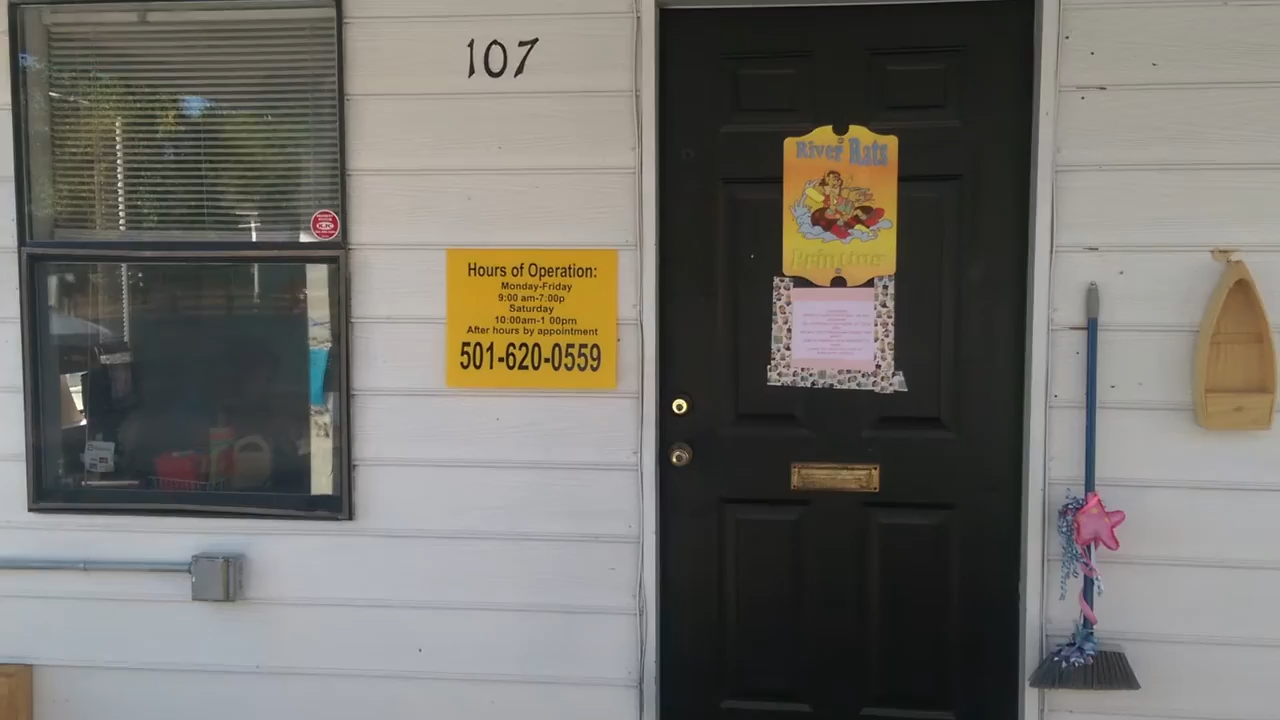 107
River Rats
Printing
Hours of Operation:
Monday-Friday
9:00 am-7:00p
Saturday
10:00am-1 00pm
After hours by appointment
501-620-0559